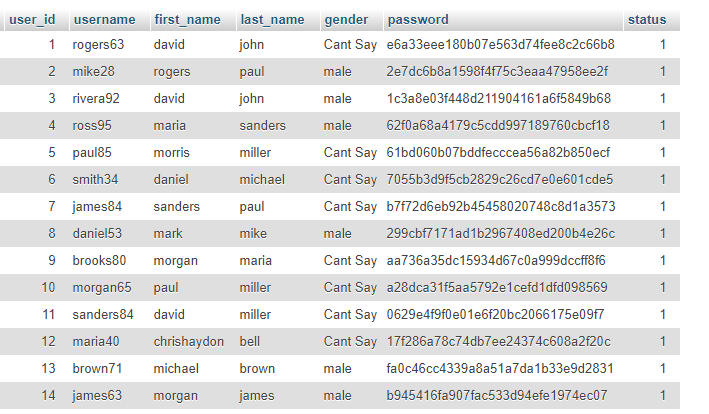 user_id username first_name last_name gender password status
1 rogers63 david john Cant Say e6a33eee180b07e563d74fee8c2c66b8 1
2 mike28 rogers paul male 2e7dc6b8a1598f4f75c3eaa47958ee2f 1
3 rivera92 david john male 1c3a8e03f448d211904161a6f5849b68 1
4 ross95 maria sanders male 62f0a68a4179c5cdd997189760cbcf18 1
5 paul85 morris miller Cant Say 61bd060b07bddfecccea56a82b850ecf 1
6 smith34 daniel michael Cant Say 7055b3d9f5cb2829c26cd7e0e601cde5 1
7 james84 sanders paul Cant Say b7f72d6eb92b45458020748c8d1a3573 1
8 daniel53 mark mike male 299cbf7171ad1b2967408ed200b4e26c 1
9 brooks80 morgan maria Cant Say aa736a35dc15934d67c0a999dccff8f6 1
10 morgan65 paul miller Cant Say a28dca31f5aa5792e1cefd1dfd098569 1
11 sanders84 david miller Cant Say 0629e4f9f0e01e6f20bc2066175e09f7 1
12 maria40 chrishaydon bell Cant Say 17f286a78c74db7ee24374c608a2f20c 1
13 brown71 michael brown male fa0c46cc4339a8a51a7da1b33e9d2831 1
14 james63 morgan james male b945416fa907fac533d94efe1974ec07 1